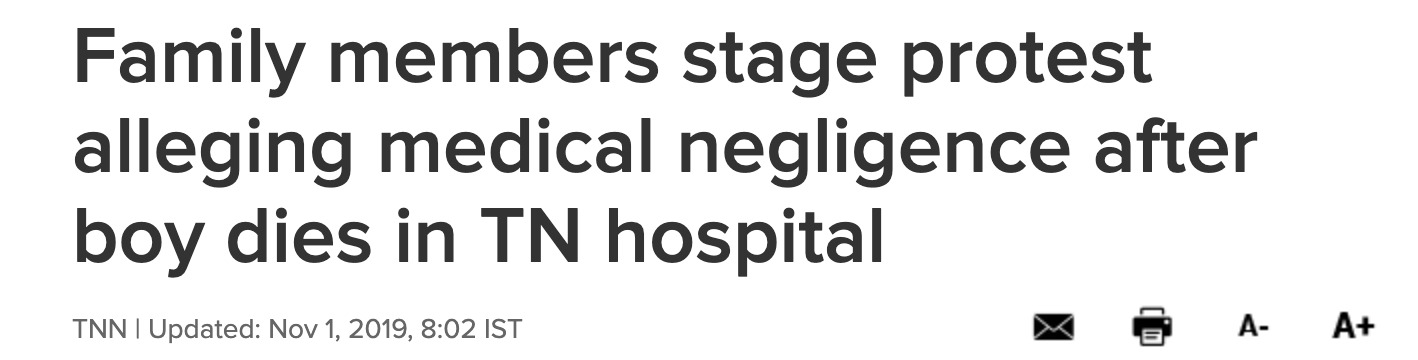 Family members stage protest
alleging medical negligence after
boy dies in TN hospital
TNN | Updated: Nov 1, 2019, 8:02 IST
A-
A+